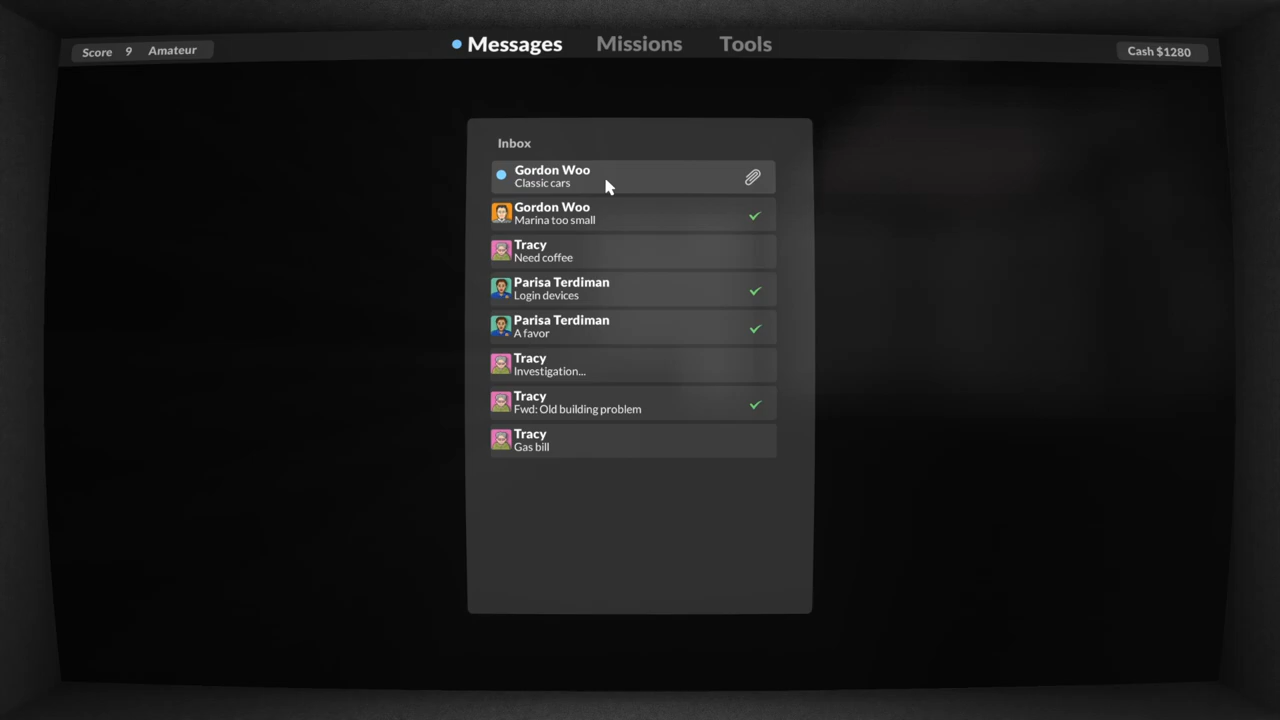 Score 9 Amateur
Messages Missions Tools
Cash $1280
Inbox
Gordon Woo
Classic cars
Gordon Woo
Marina too small
Tracy
Need coffee
Parisa Terdiman
Login devices
Parisa Terdiman
A favor
Tracy
Investigation...
Tracy
Fwd: Old building problem
Tracy
Gas bill